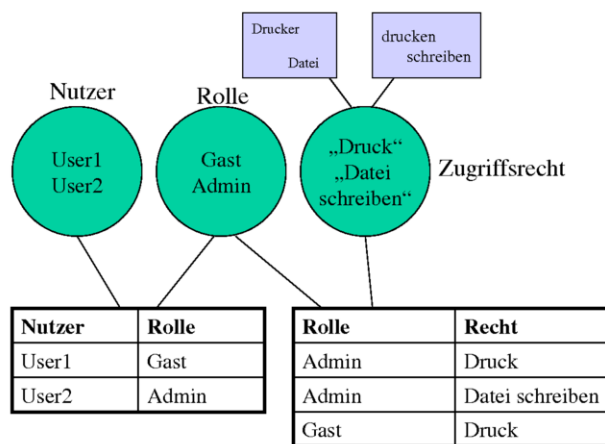 Drucker
Datei
drucken
schreiben
Nutzer
Rolle
User1
User2
Gast
Admin
„Druck“
„Datei
schreiben“
Zugriffsrecht
Nutzer Rolle
User1 Gast
User2 Admin
Rolle Recht
Admin Druck
Admin Datei schreiben
Gast Druck